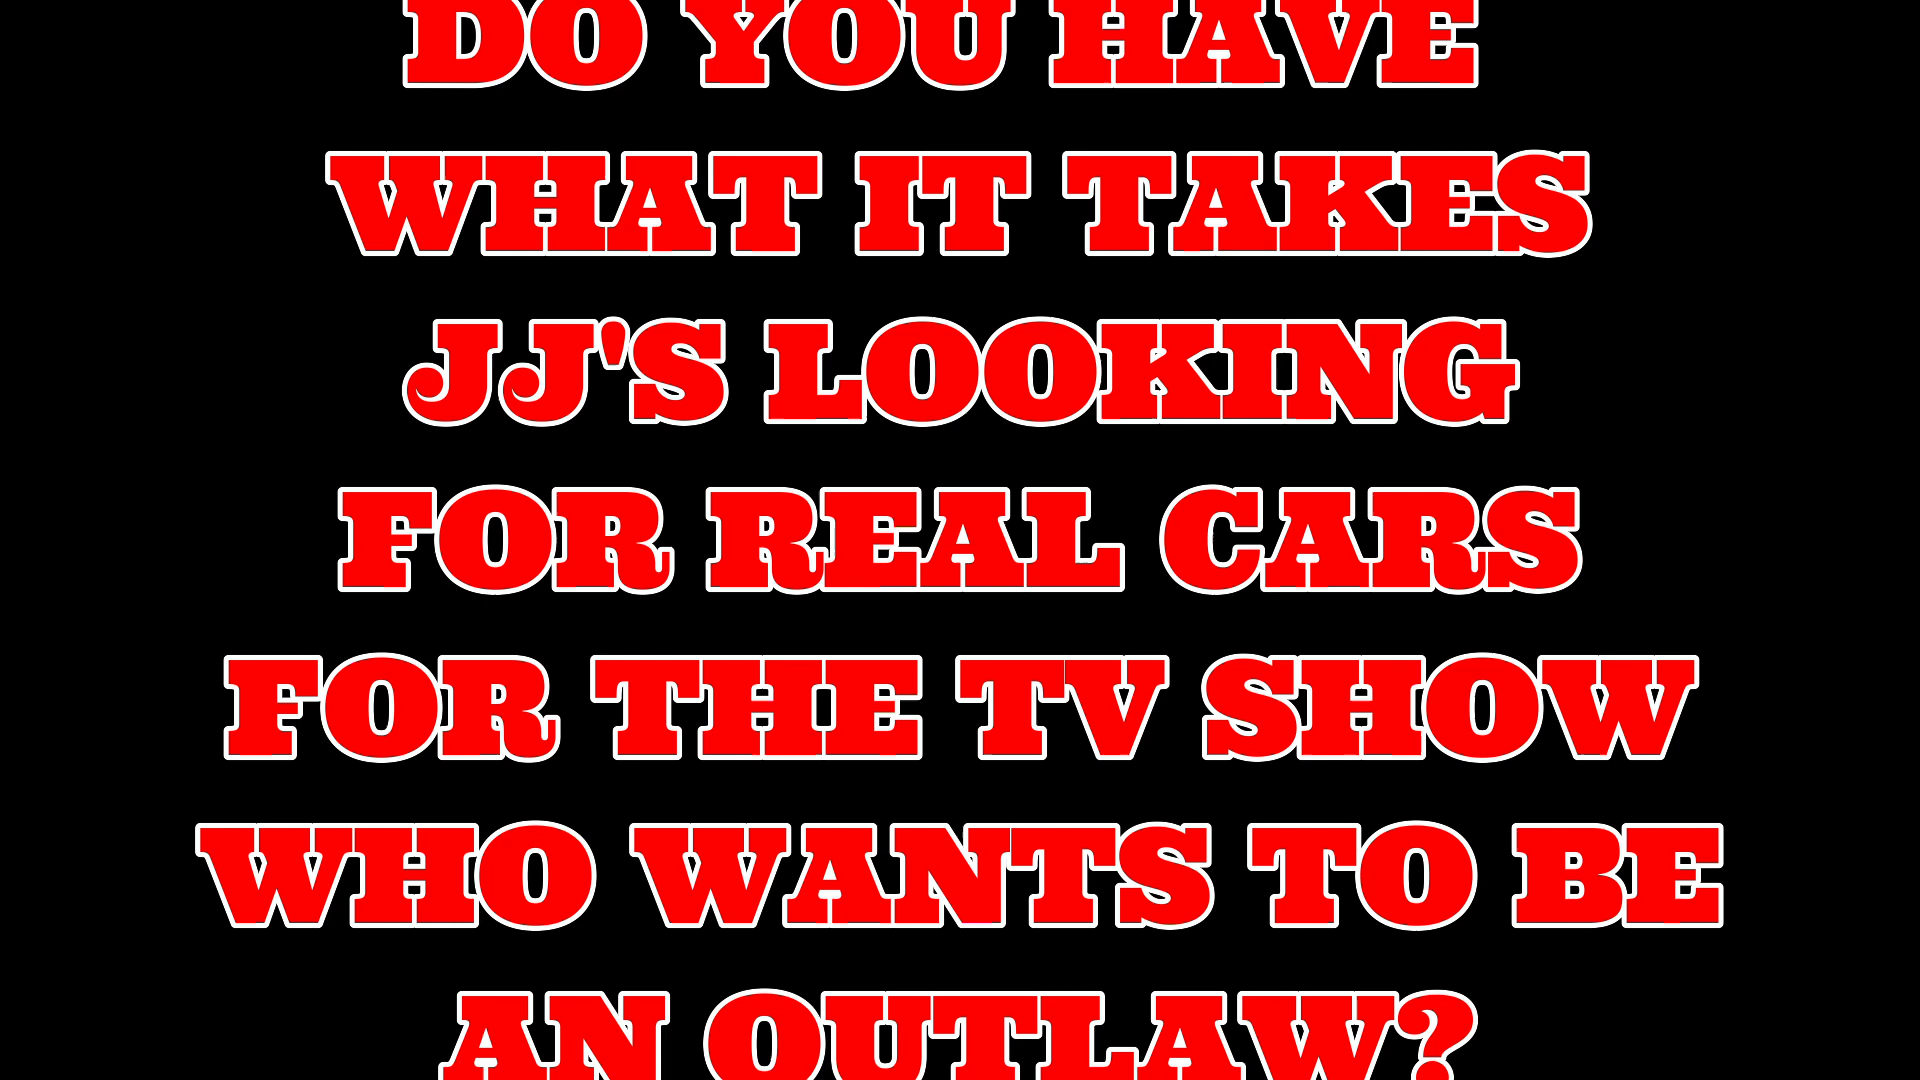 DO YOU HAVE
WHAT IT TAKES
JJ'S LOOKING
FOR REAL CARS
FOR THE TV SHOW
WHO WANTS TO BE
AN OUTLAW?